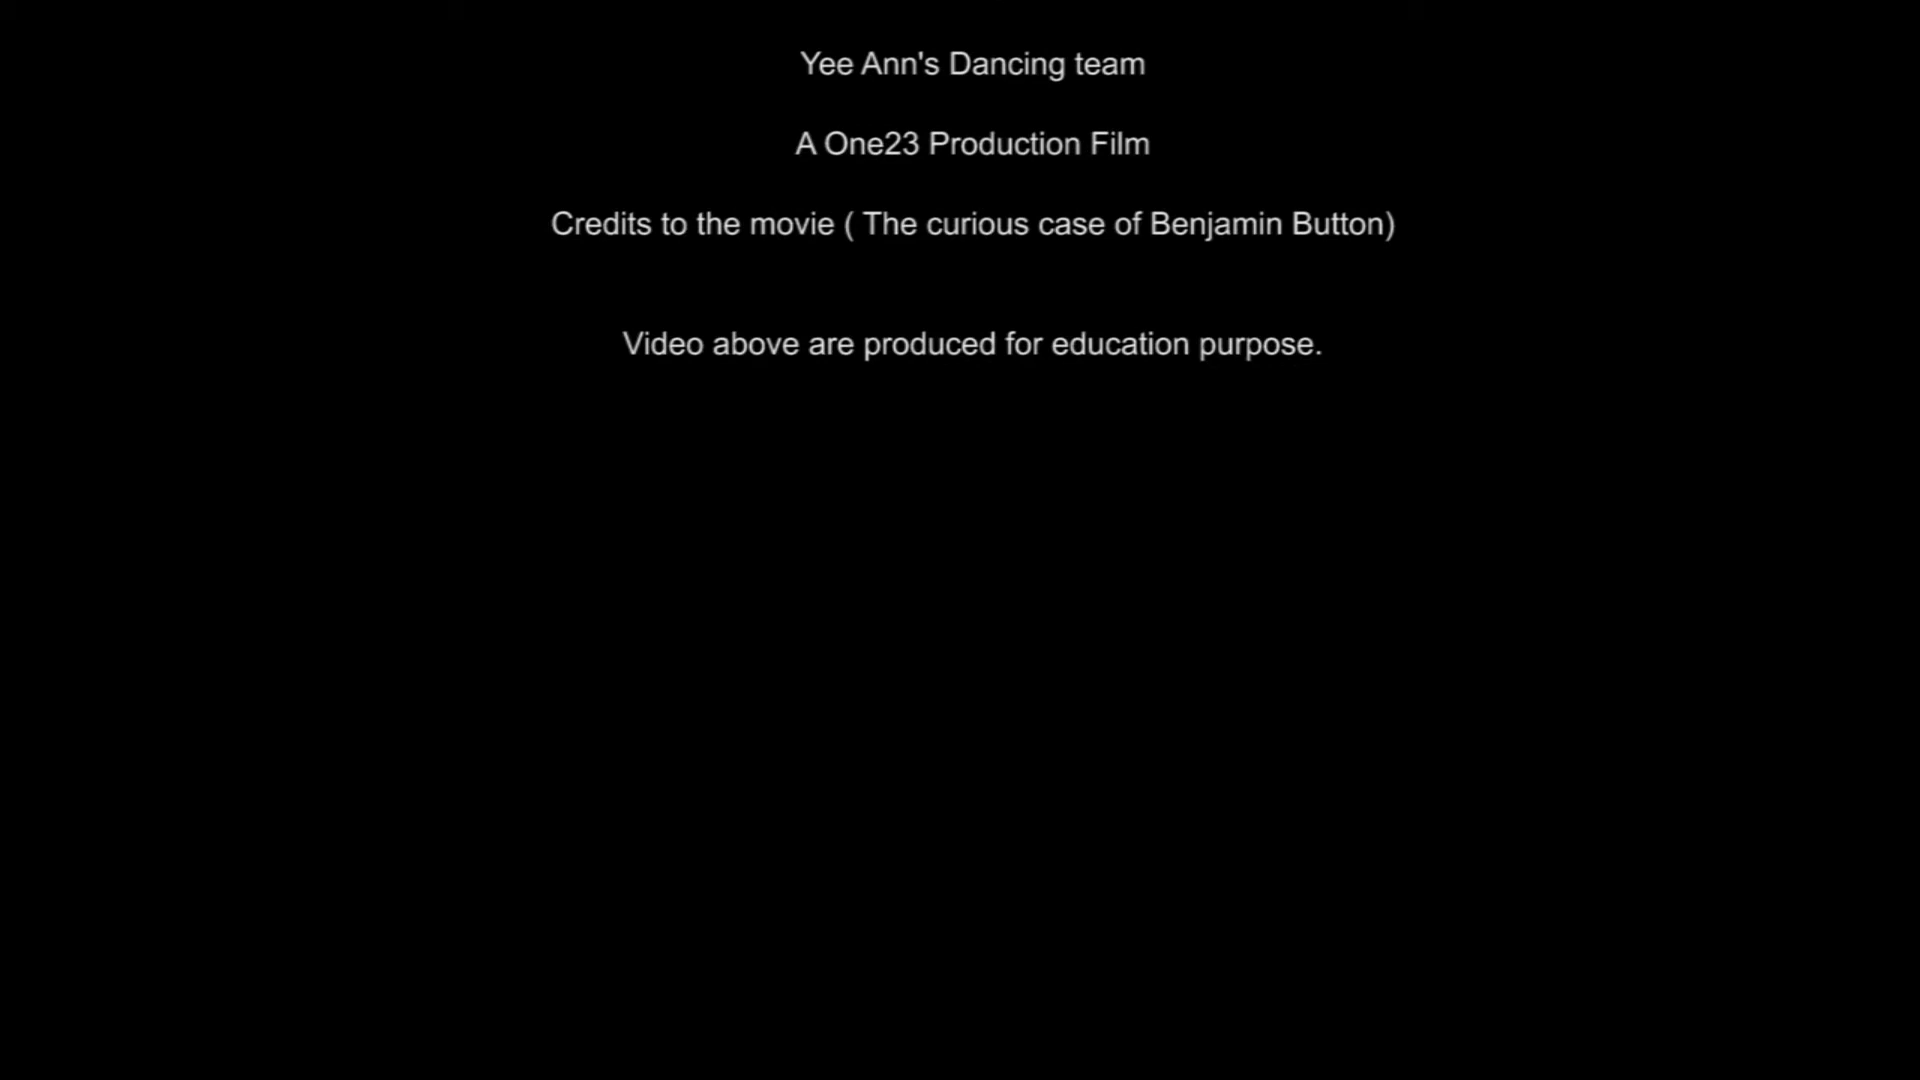 Yee Ann's Dancing team
A One23 Production Film
Credits to the movie ( The curious case of Benjamin Button)
Video above are produced for education purpose.